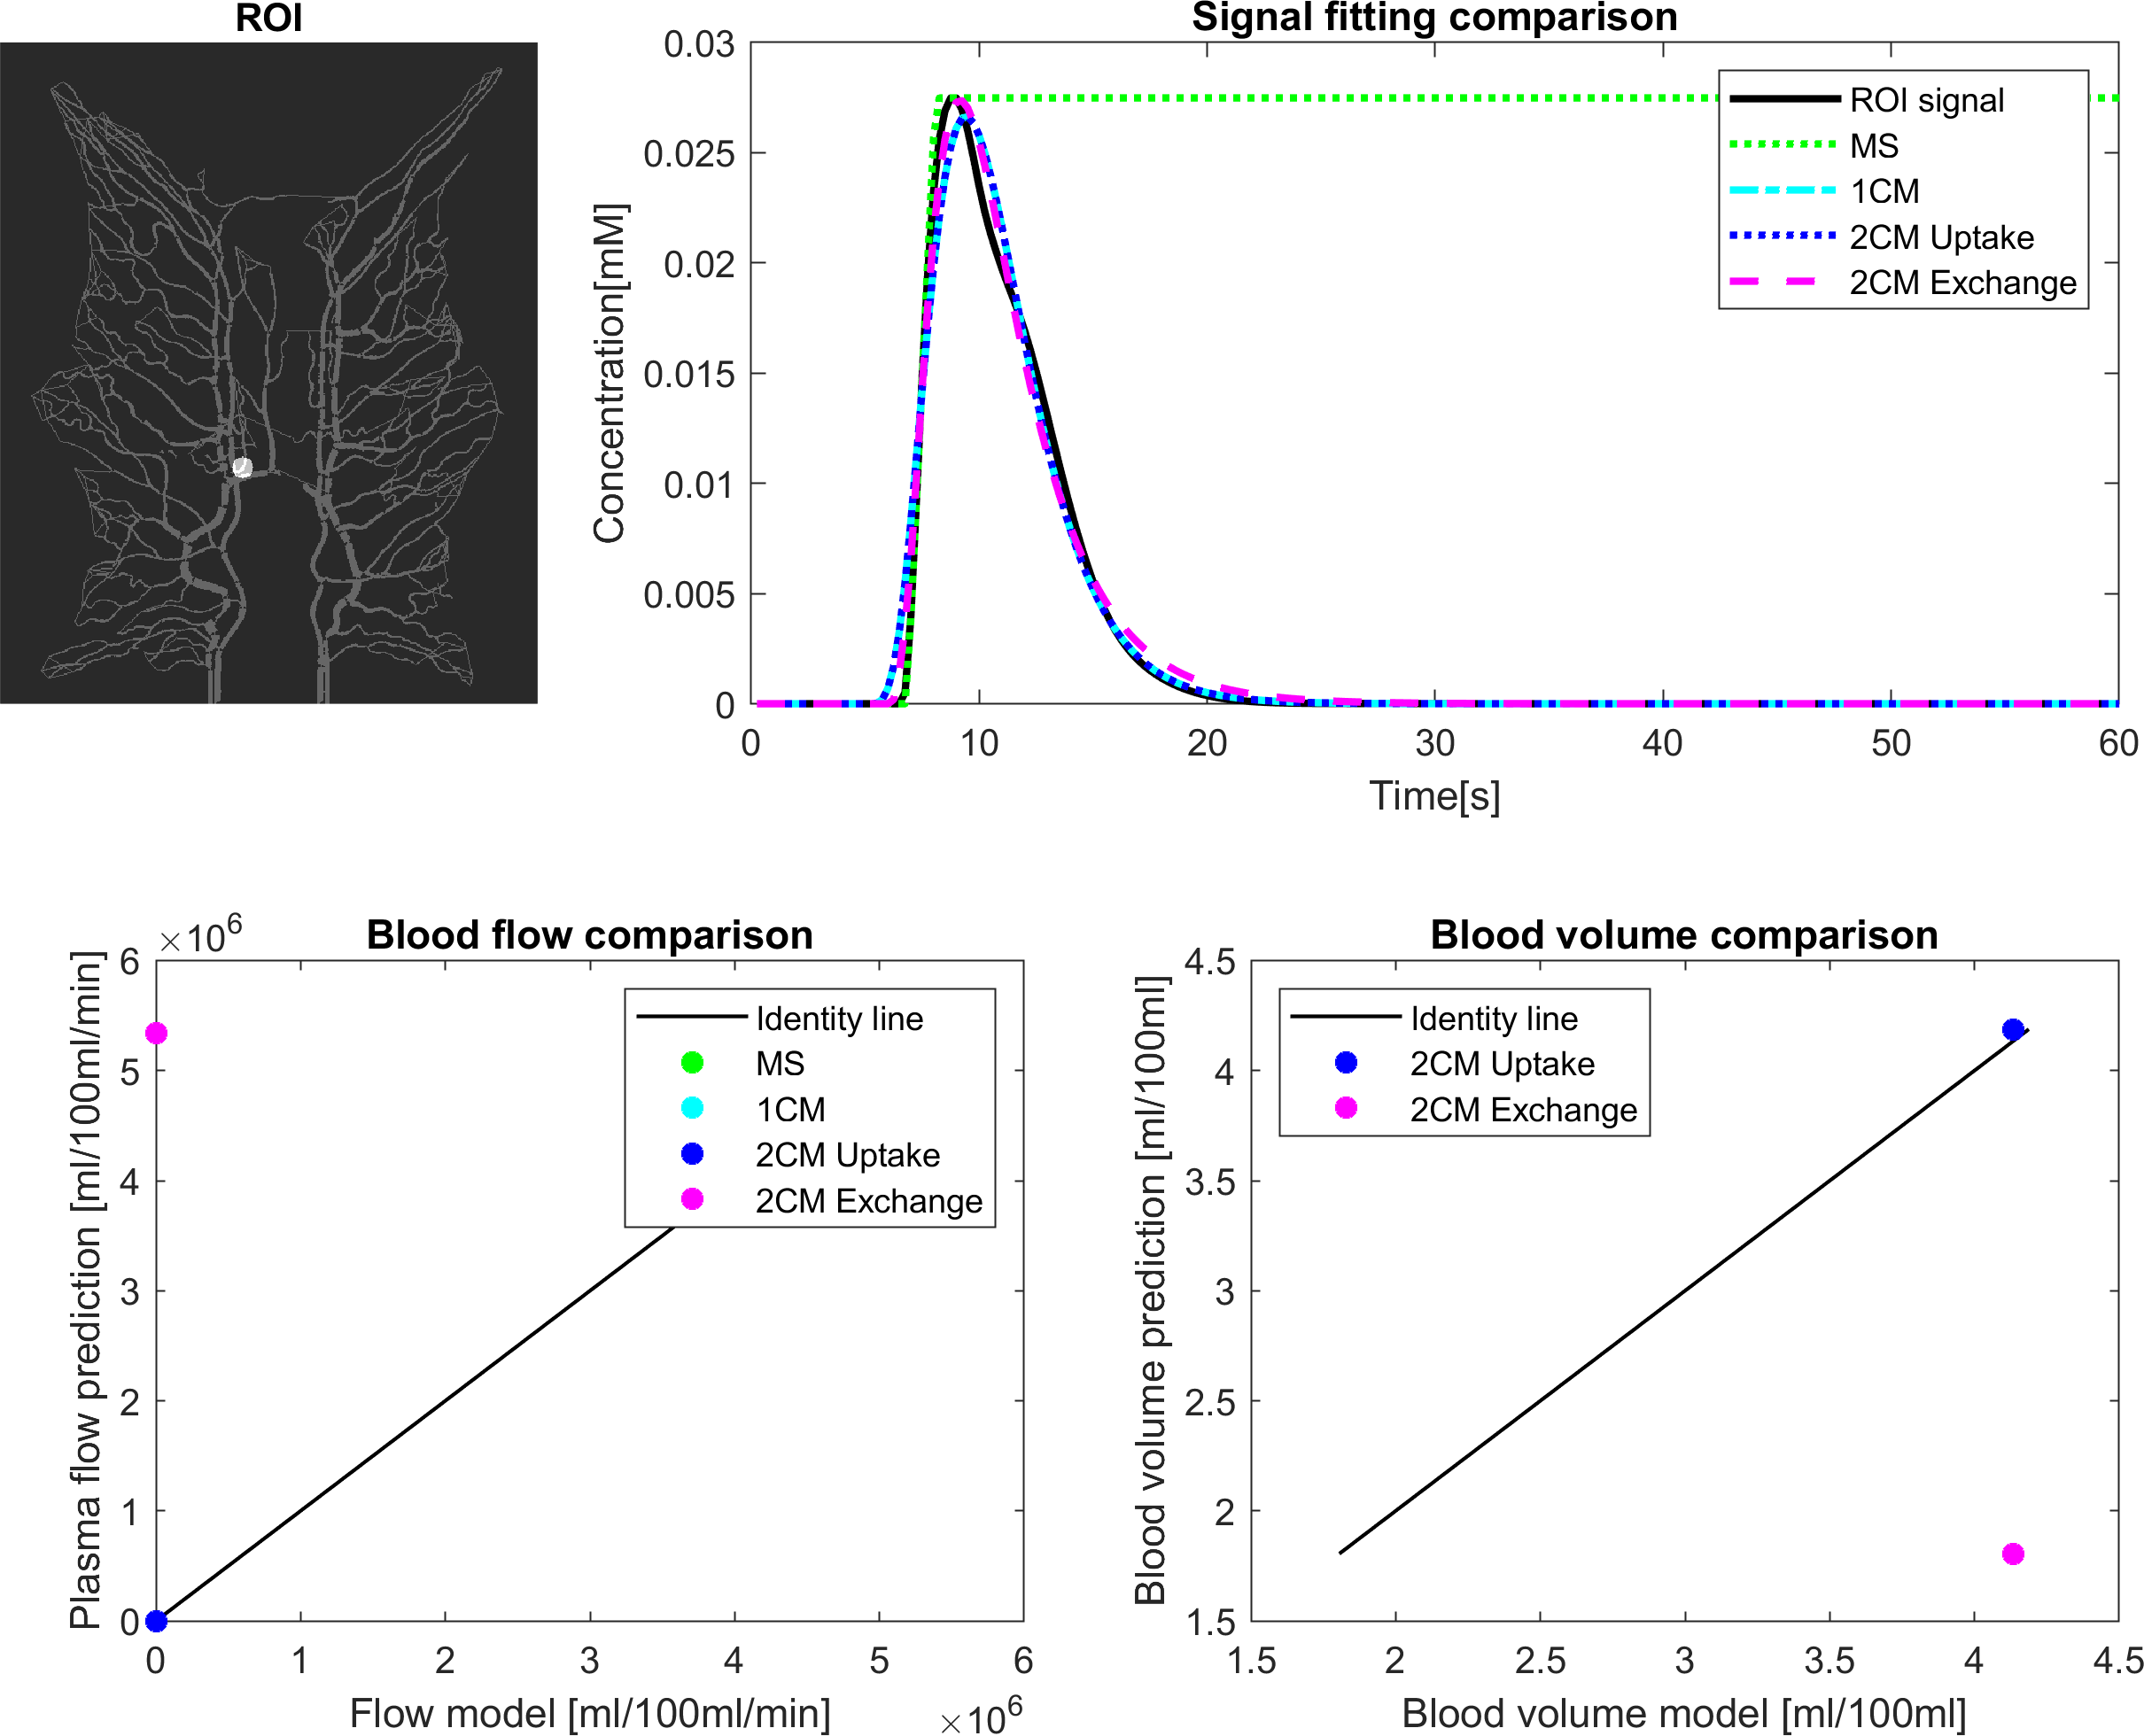 ROI
Signal fitting comparison
0.03
0.025
0.02
0.015
0.01
0.005
0
Concentration[mM]
0 10 20 30 40 50 60
Time[s]
ROI signal
MS
1CM
2CM Uptake
2CM Exchange
Blood flow comparison
×10⁶
6
5
4
3
2
1
0
Plasma flow prediction [ml/100ml/min]
0 1 2 3 4 5 6
Flow model [ml/100ml/min]
×10⁶
Identity line
MS
1CM
2CM Uptake
2CM Exchange
Blood volume comparison
4.5
4
3.5
3
2.5
2
1.5
Blood volume prediction [ml/100ml]
1.5 2 2.5 3 3.5 4 4.5
Blood volume model [ml/100ml]
Identity line
2CM Uptake
2CM Exchange